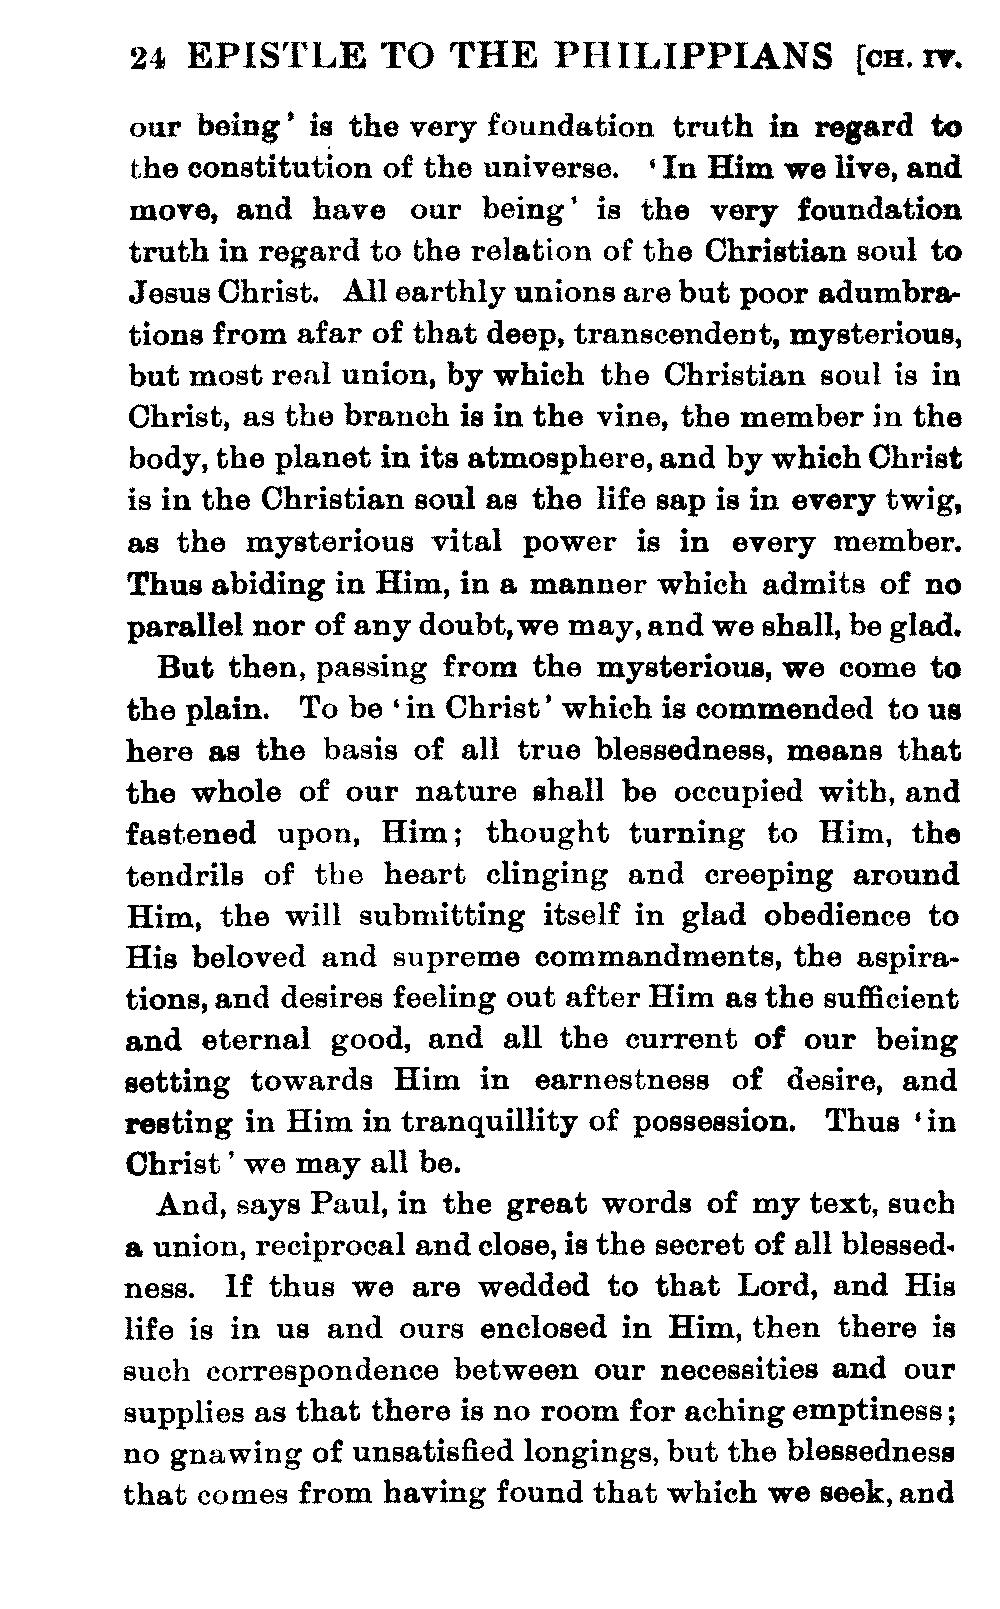 24 EPISTLE TO THE PHILIPPIANS [CH. IV.
our being’ is the very foundation truth in regard to
the constitution of the universe. ‘In Him we live, and
move, and have our being’ is the very foundation
truth in regard to the relation of the Christian soul to
Jesus Christ. All earthly unions are but poor adumbra-
tions from afar of that deep, transcendent, mysterious,
but most real union, by which the Christian soul is in
Christ, as the branch is in the vine, the member in the
body, the planet in its atmosphere, and by which Christ
is in the Christian soul as the life sap is in every twig,
as the mysterious vital power is in every member.
Thus abiding in Him, in a manner which admits of no
parallel nor of any doubt, we may, and we shall, be glad.
But then, passing from the mysterious, we come to
the plain. To be ‘in Christ’ which is commended to us
here as the basis of all true blessedness, means that
the whole of our nature shall be occupied with, and
fastened upon, Him; thought turning to Him, the
tendrils of the heart clinging and creeping around
Him, the will submitting itself in glad obedience to
His beloved and supreme commandments, the aspira-
tions, and desires feeling out after Him as the sufficient
and eternal good, and all the current of our being
setting towards Him in earnestness of desire, and
resting in Him in tranquillity of possession. Thus ‘in
Christ’ we may all be.
And, says Paul, in the great words of my text, such
a union, reciprocal and close, is the secret of all blessed-
ness. If thus we are wedded to that Lord, and His
life is in us and ours enclosed in Him, then there is
such correspondence between our necessities and our
supplies as that there is no room for aching emptiness;
no gnawing of unsatisfied longings, but the blessedness
that comes from having found that which we seek, and